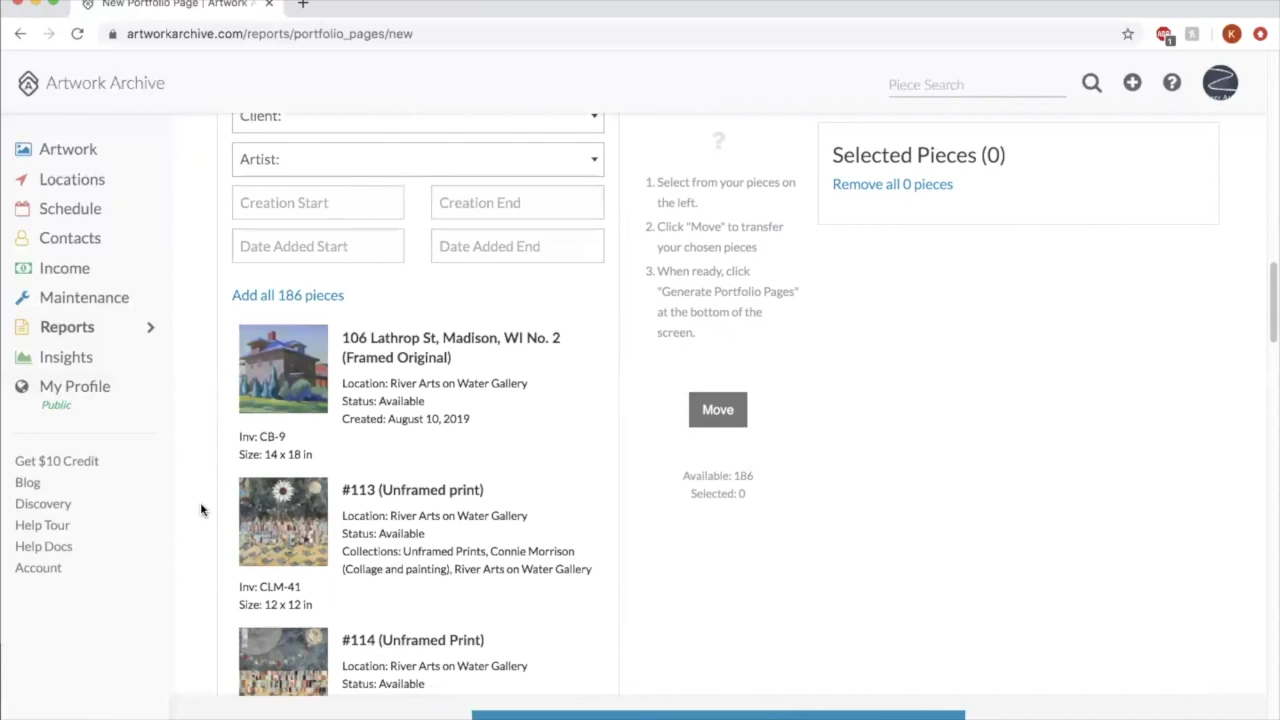 New Portfolio Page | Artwork A
artworkarchive.com/reports/portfolio_pages/new
ABP
1
K
Artwork Archive
Piece Search
Artwork
Locations
Schedule
Contacts
Income
Maintenance
Reports
Insights
My Profile
Public
Get $10 Credit
Blog
Discovery
Help Tour
Help Docs
Account
Client:
Artist:
Creation Start
Creation End
Date Added Start
Date Added End
Add all 186 pieces
106 Lathrop St, Madison, WI No. 2
(Framed Original)
Location: River Arts on Water Gallery
Status: Available
Created: August 10, 2019
Inv: CB-9
Size: 14 x 18 in
#113 (Unframed print)
Location: River Arts on Water Gallery
Status: Available
Collections: Unframed Prints, Connie Morrison
(Collage and painting), River Arts on Water Gallery
Inv: CLM-41
Size: 12 x 12 in
#114 (Unframed Print)
Location: River Arts on Water Gallery
Status: Available
?
1. Select from your pieces on
the left.
2. Click "Move" to transfer
your chosen pieces
3. When ready, click
"Generate Portfolio Pages"
at the bottom of the
screen.
Move
Available: 186
Selected: 0
Selected Pieces (0)
Remove all 0 pieces